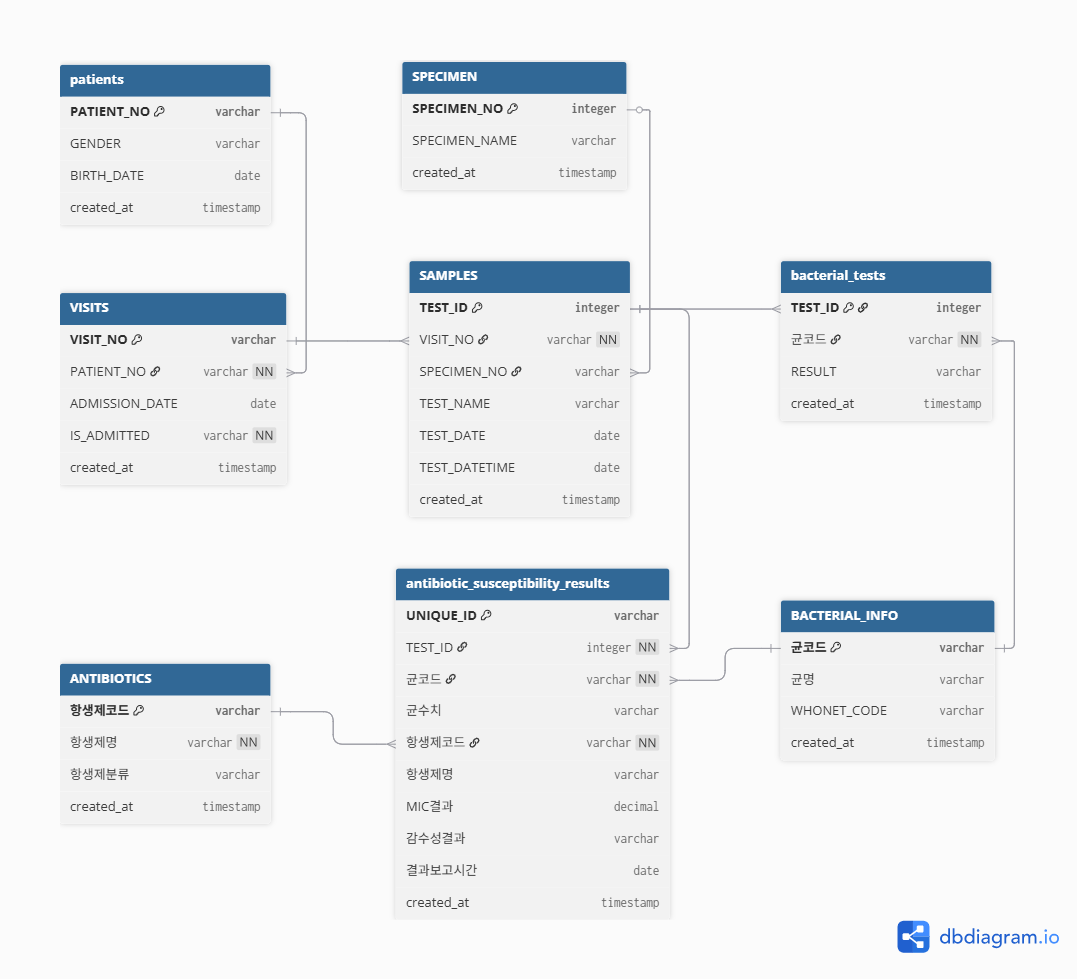 patients
PATIENT_NO varchar
GENDER varchar
BIRTH_DATE date
created_at timestamp
SPECIMEN
SPECIMEN_NO integer
SPECIMEN_NAME varchar
created_at timestamp
VISITS
VISIT_NO varchar
PATIENT_NO varchar NN
ADMISSION_DATE date
IS_ADMITTED varchar NN
created_at timestamp
SAMPLES
TEST_ID integer
VISIT_NO varchar NN
SPECIMEN_NO varchar
TEST_NAME varchar
TEST_DATE date
TEST_DATETIME date
created_at timestamp
bacterial_tests
TEST_ID integer
균코드 varchar NN
RESULT varchar
created_at timestamp
antibiotic_susceptibility_results
UNIQUE_ID varchar
TEST_ID integer NN
균코드 varchar NN
균수치 varchar
항생제코드 varchar NN
항생제명 varchar
MIC결과 decimal
감수성결과 varchar
결과보고시간 date
created_at timestamp
BACTERIAL_INFO
균코드 varchar
균명 varchar
WHONET_CODE varchar
created_at timestamp
ANTIBIOTICS
항생제코드 varchar
항생제명 varchar NN
항생제분류 varchar
created_at timestamp
dbdiagram.io